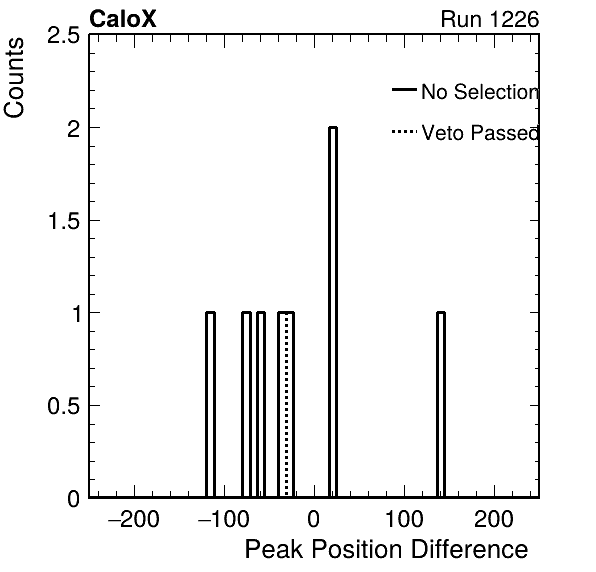 CaloX Run 1226
Counts
2.5
2
1.5
1
0.5
0
No Selection
Veto Passed
−200 −100 0 100 200
Peak Position Difference